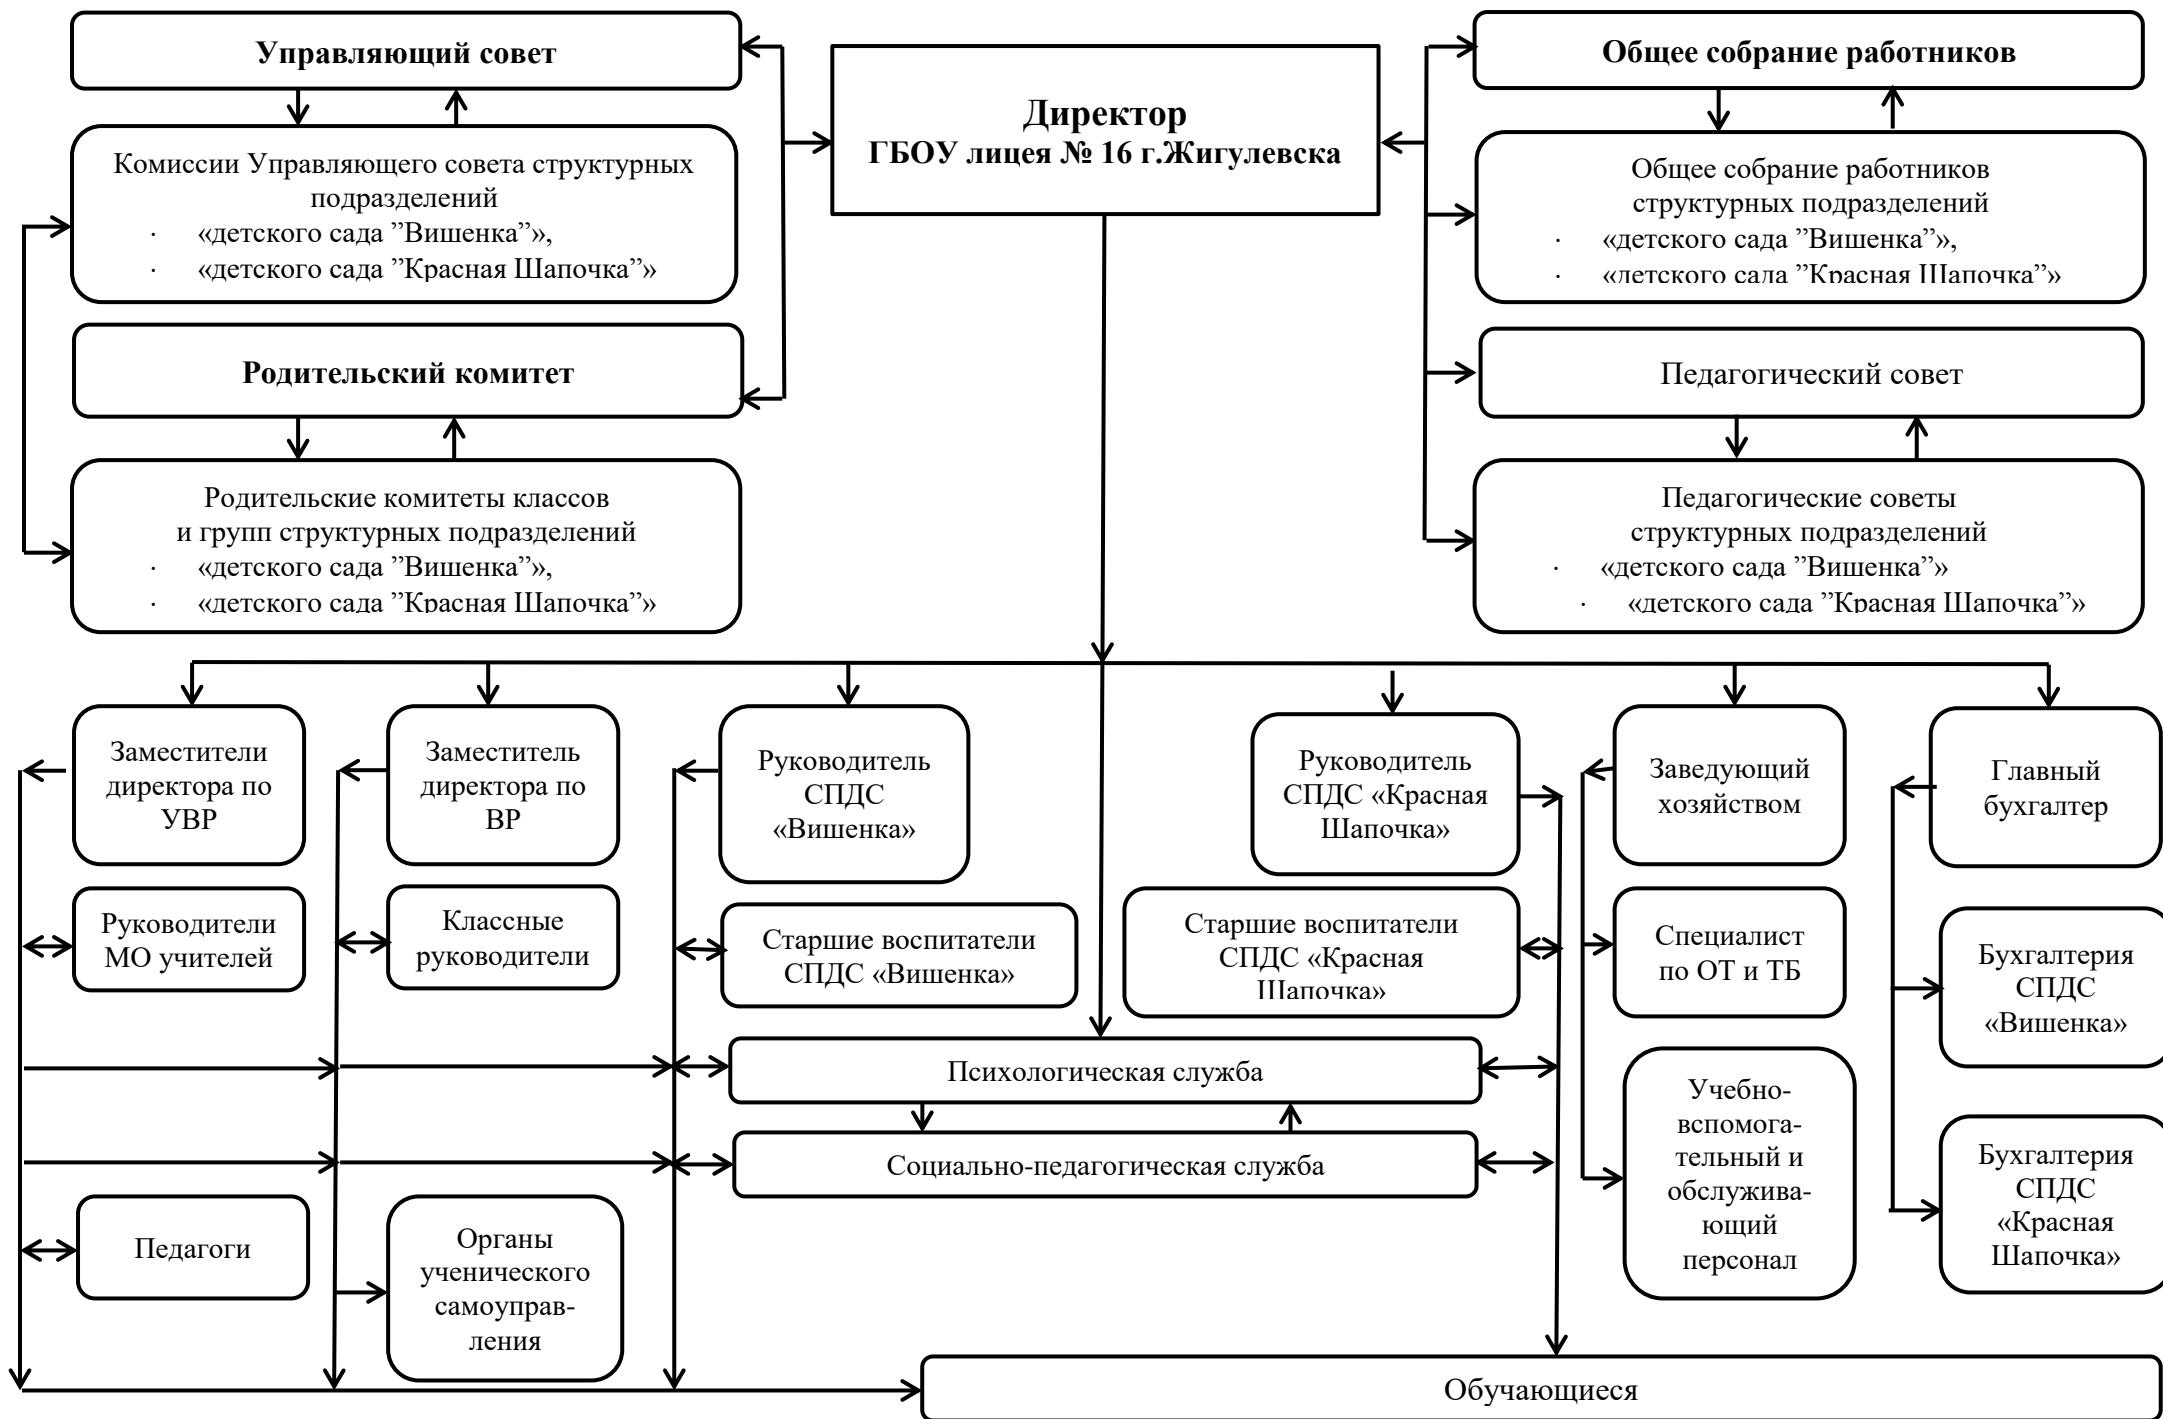 Управляющий совет
Директор
ГБОУ лицея № 16 г.Жигулевска
Общее собрание работников
Комиссии Управляющего совета структурных
подразделений
· «детского сада ”Вишенка”»,
· «детского сада ”Красная Шапочка”»
Общее собрание работников
структурных подразделений
· «детского сада ”Вишенка”»,
· «детского сада ”Красная Шапочка”»
Родительский комитет
Педагогический совет
Родительские комитеты классов
и групп структурных подразделений
· «детского сада ”Вишенка”»,
· «детского сада ”Красная Шапочка”»
Педагогические советы
структурных подразделений
· «детского сада ”Вишенка”»
· «детского сада ”Красная Шапочка”»
Заместители
директора по
УВР
Заместитель
директора по
ВР
Руководитель
СПДС
«Вишенка»
Руководитель
СПДС «Красная
Шапочка»
Заведующий
хозяйством
Главный
бухгалтер
Руководители
МО учителей
Классные
руководители
Старшие воспитатели
СПДС «Вишенка»
Старшие воспитатели
СПДС «Красная
Шапочка»
Специалист
по ОТ и ТБ
Бухгалтерия
СПДС
«Вишенка»
Психологическая служба
Учебно-
вспомога-
тельный и
обслужива-
ющий
персонал
Социально-педагогическая служба
Бухгалтерия
СПДС
«Красная
Шапочка»
Педагоги
Органы
ученического
самоуправ-
ления
Обучающиеся